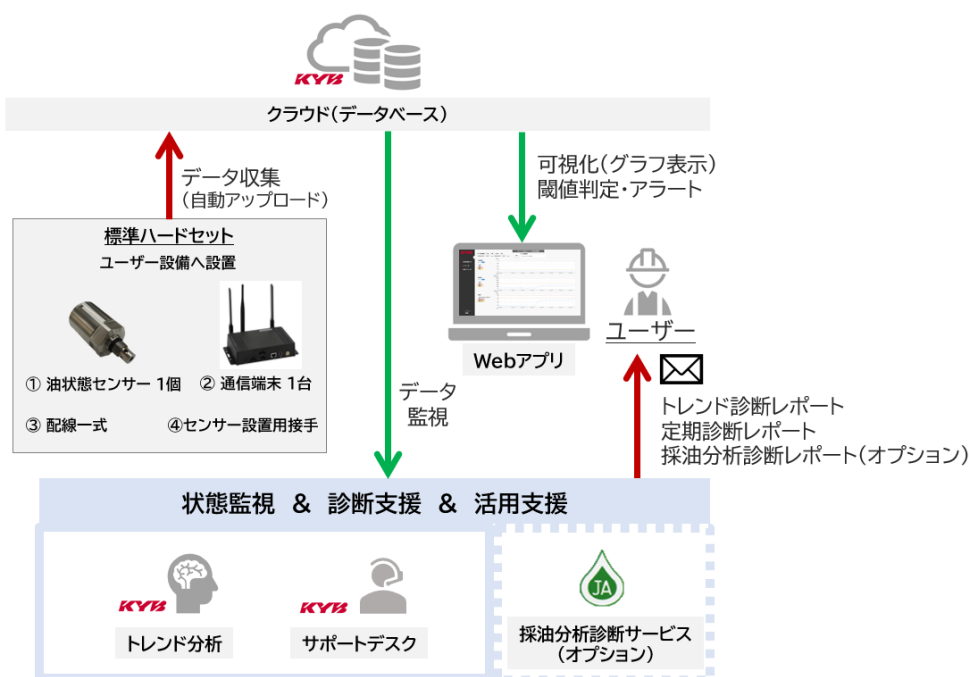 KYB
クラウド(データベース)
データ収集
(自動アップロード)
可視化(グラフ表示)
閾値判定・アラート
標準ハードセット
ユーザー設備へ設置
① 油状態センサー 1個
② 通信端末 1台
③ 配線一式
④センサー設置用接手
Webアプリ
ユーザー
データ
監視
トレンド診断レポート
定期診断レポート
採油分析診断レポート(オプション)
状態監視 & 診断支援 & 活用支援
KYB
トレンド分析
KYB
サポートデスク
JA
採油分析診断サービス
(オプション)